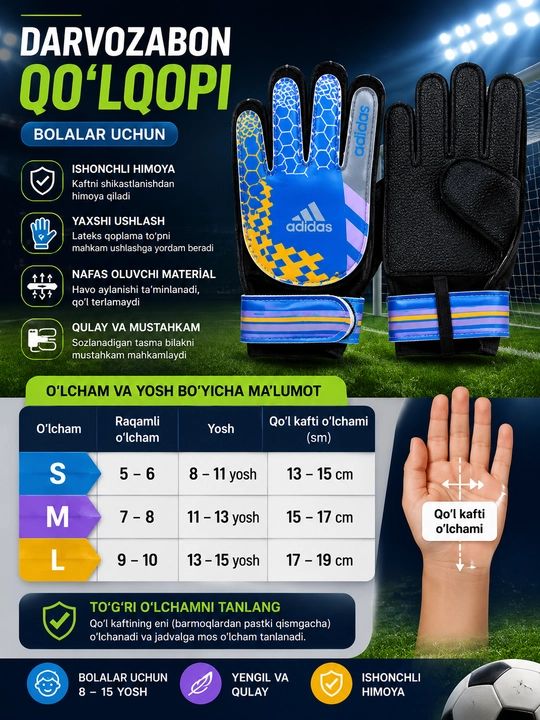 DARVOZABON
QO‘LQOPI
BOLALAR UCHUN
ISHONCHLI HIMOYA
Kaftni shikastlanishdan
himoya qiladi
YAXSHI USHLASH
Lateks qoplama to‘pni
mahkam ushlashga yordam beradi
NAFAS OLUVCHI MATERİAL
Havo aylanishi ta’minlanadi,
qo‘l terlamaydi
QULAY VA MUSTAHKAM
Sozlanadigan tasma bilakni
mustahkam mahkamlaydi
adidas
adidas
O‘LCHAM VA YOSH BO‘YICHA MA’LUMOT
O‘lcham Raqamli o‘lcham Yosh Qo‘l kafti o‘lchami (sm)
S 5 – 6 8 – 11 yosh 13 – 15 cm
M 7 – 8 11 – 13 yosh 15 – 17 cm
L 9 – 10 13 – 15 yosh 17 – 19 cm
Qo‘l kafti
o‘lchami
TO‘G‘RI O‘LCHAMNI TANLANG
Qo‘l kaftining eni (barmoqlardan pastki qismgacha)
o‘lchanadi va jadvalga mos o‘lcham tanlanadi.
BOLALAR UCHUN
8 – 15 YOSH
YENGIL VA
QULAY
ISHONCHLI
HIMOYA